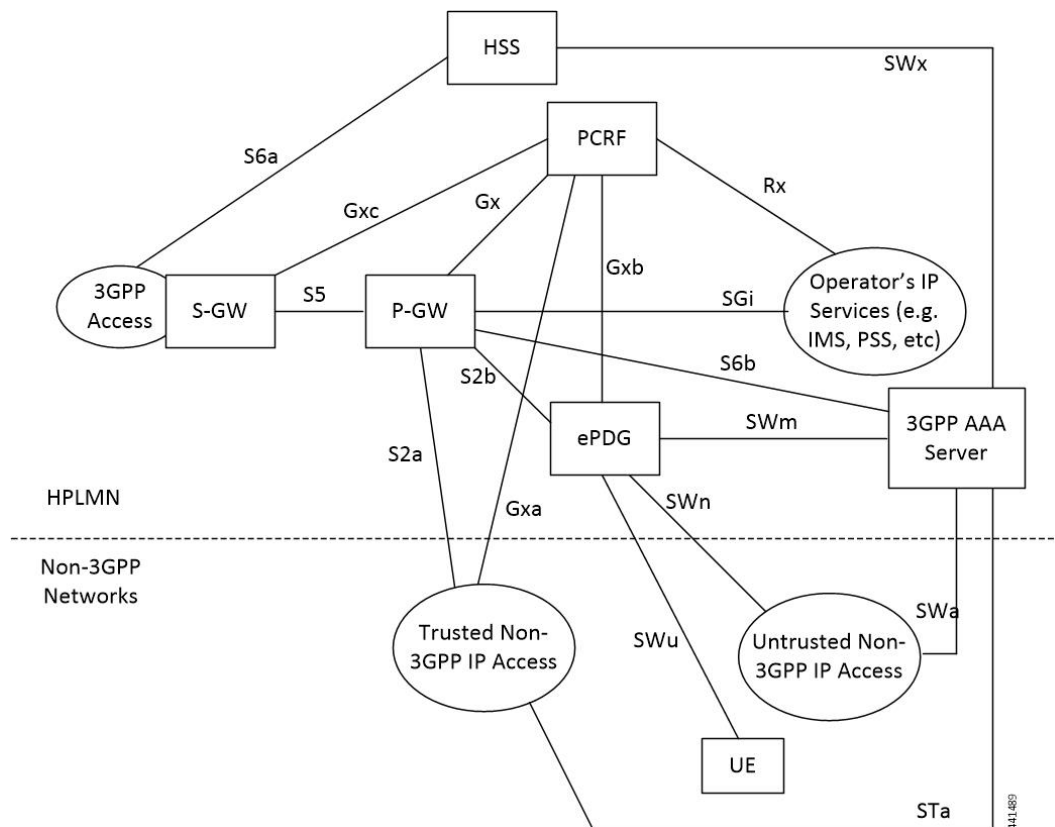 HSS
SWx
PCRF
S6a
Rx
Gxc
Gx
Gxb
3GPP
Access
S-GW
S5
P-GW
SGi
Operator’s IP
Services (e.g.
IMS, PSS, etc)
S6b
S2b
ePDG
SWm
3GPP AAA
Server
S2a
HPLMN
Gxa
SWn
Non-3GPP
Networks
SWa
Trusted Non-
3GPP IP Access
SWu
Untrusted Non-
3GPP IP Access
UE
STa
441489